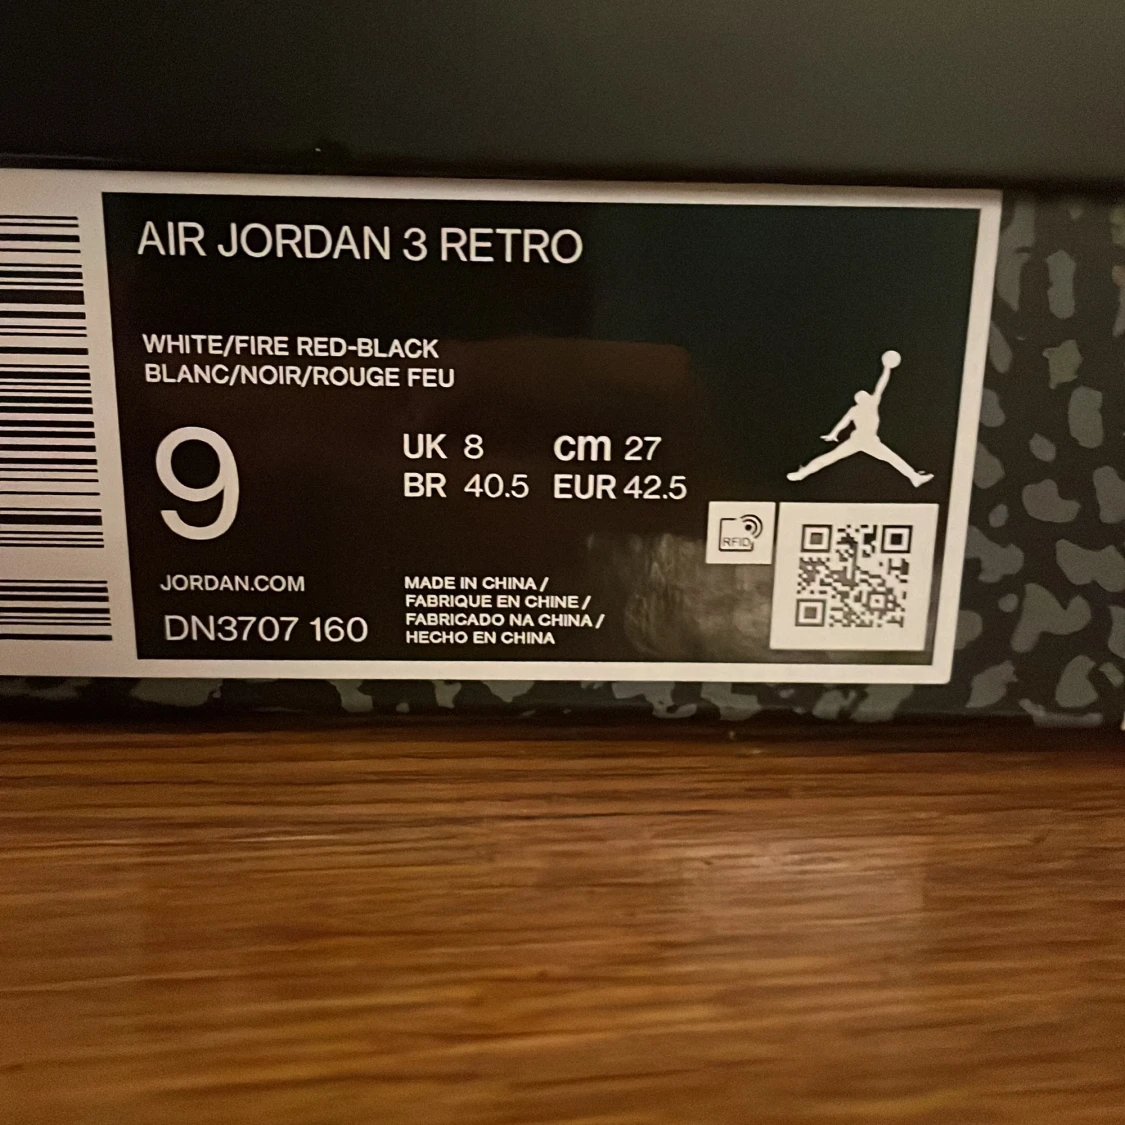 AIR JORDAN 3 RETRO
WHITE/FIRE RED-BLACK
BLANC/NOIR/ROUGE FEU
9
UK 8 cm 27
BR 40.5 EUR 42.5
RFID
JORDAN.COM
DN3707 160
MADE IN CHINA /
FABRIQUE EN CHINE /
FABRICADO NA CHINA /
HECHO EN CHINA